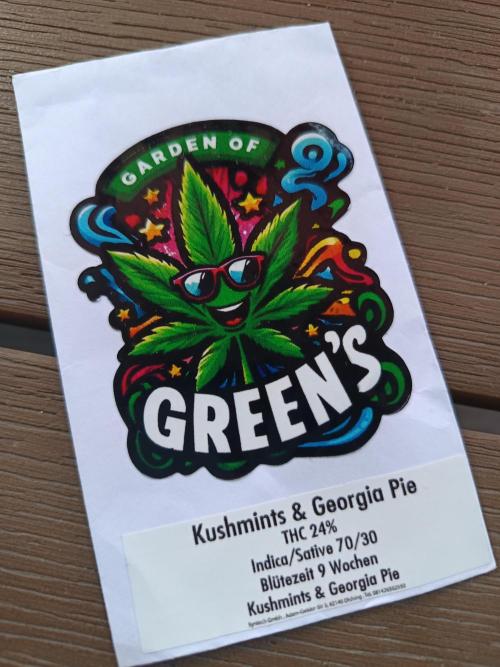 GARDEN OF
GREEN'S
Kushmints & Georgia Pie
THC 24%
Indica/Sative 70/30
Blütezeit 9 Wochen
Kushmints & Georgia Pie